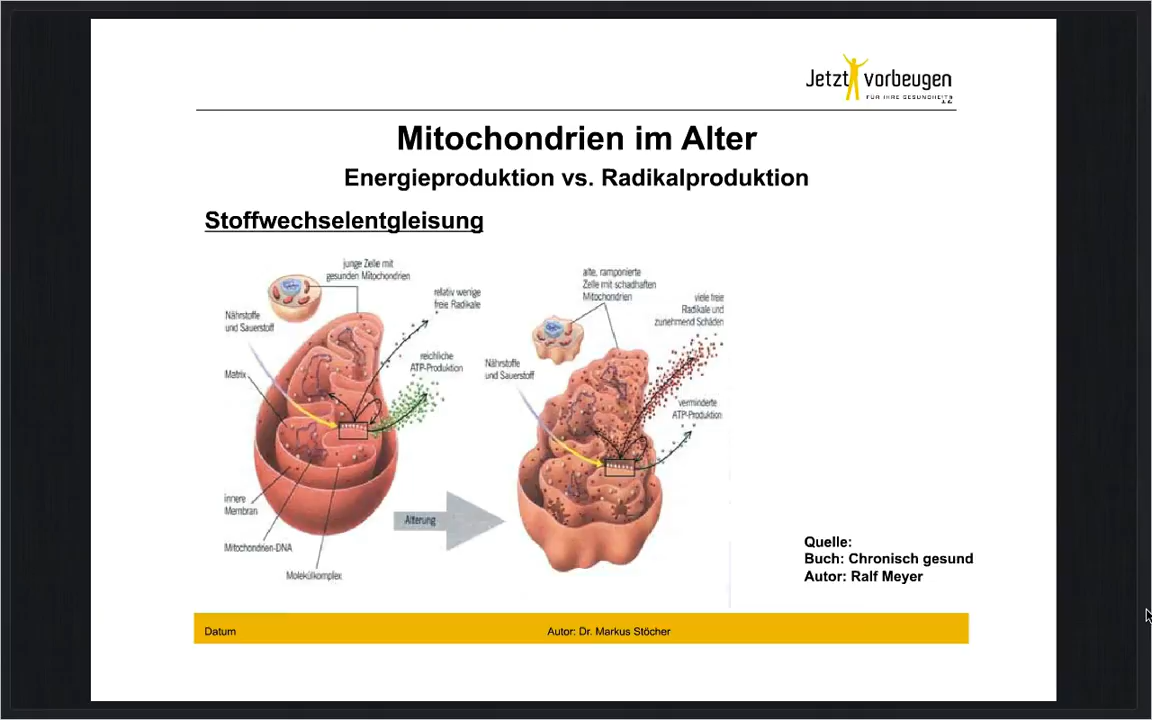 Jetzt vorbeugen
FÜR IHRE GESUNDHEIT
12
Mitochondrien im Alter
Energieproduktion vs. Radikalproduktion
Stoffwechselentgleisung
junge Zelle mit
gesunden Mitochondrien
relativ wenige
freie Radikale
Nährstoffe
und Sauerstoff
reichliche
ATP-Produktion
Matrix
innere
Membran
Mitochondrien-DNA
Molekülkomplex
Alterung
alte, ramponierte
Zelle mit schadhaften
Mitochondrien
viele freie
Radikale und
zunehmend Schäden
Nährstoffe
und Sauerstoff
verminderte
ATP-Produktion
Quelle:
Buch: Chronisch gesund
Autor: Ralf Meyer
Datum
Autor: Dr. Markus Stöcher